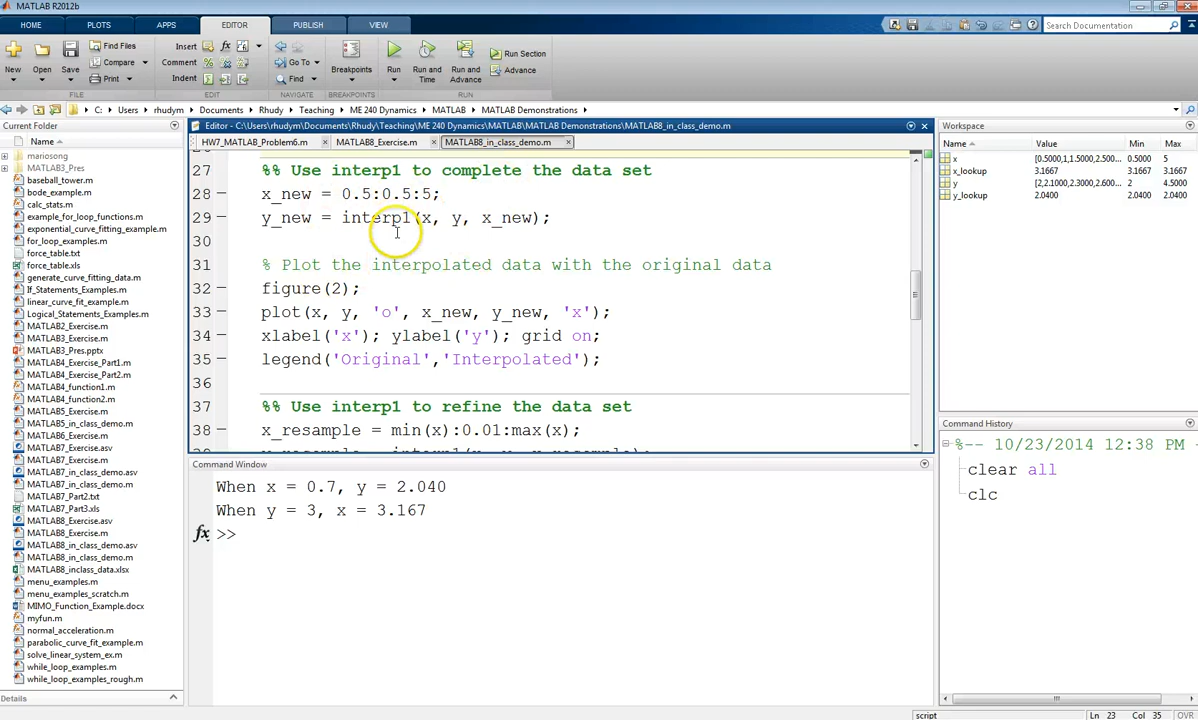 MATLAB R2012b
HOME PLOTS APPS EDITOR PUBLISH VIEW
Search Documentation
New Open Save Find Files Compare Print
Insert Comment Indent fx
Go To Find
Breakpoints Run Run and Time Run and Advance Run Section Advance
FILE EDIT NAVIGATE BREAKPOINTS RUN
C: Users rhudym Documents Rhudy Teaching ME 240 Dynamics MATLAB MATLAB Demonstrations
Current Folder
Name
mariosong
MATLAB3_Pres
baseball_tower.m
bode_example.m
calc_stats.m
example_for_loop_functions.m
exponential_curve_fitting_example.m
for_loop_examples.m
force_table.txt
force_table.xls
generate_curve_fitting_data.m
If_Statements_Example.m
linear_curve_fit_example.m
Logical_Statements_Example.m
MATLAB2_Exercise.m
MATLAB3_Exercise.m
MATLAB3_Pres.pptx
MATLAB4_Exercise_Part1.m
MATLAB4_Exercise_Part2.m
MATLAB4_function1.m
MATLAB4_function2.m
MATLAB5_Exercise.m
MATLAB5_in_class_demo.m
MATLAB6_Exercise.m
MATLAB7_Exercise.asv
MATLAB7_Exercise.m
MATLAB7_in_class_demo.asv
MATLAB7_in_class_demo.m
MATLAB7_Part2.txt
MATLAB7_Part3.xls
MATLAB8_Exercise.asv
MATLAB8_Exercise.m
MATLAB8_in_class_demo.asv
MATLAB8_in_class_demo.m
MATLAB8_inclass_data.xlsx
menu_examples.m
menu_examples_scratch.m
MIMO_Function_Example.docx
myfun.m
normal_acceleration.m
parabolic_curve_fit_example.m
solve_linear_system_ex.m
while_loop_examples.m
while_loop_examples_rough.m
Details
Editor - C:\Users\rhudym\Documents\Rhudy\Teaching\ME 240 Dynamics\MATLAB\MATLAB Demonstrations\MATLAB8_in_class_demo.m
HW7_MATLAB_Problem6.m MATLAB8_Exercise.m MATLAB8_in_class_demo.m
27 %% Use interp1 to complete the data set
28 – x_new = 0.5:0.5:5;
29 – y_new = interp1(x, y, x_new);
30
31 % Plot the interpolated data with the original data
32 – figure(2);
33 – plot(x, y, 'o', x_new, y_new, 'x');
34 – xlabel('x'); ylabel('y'); grid on;
35 – legend('Original','Interpolated');
36
37 %% Use interp1 to refine the data set
38 – x_resample = min(x):0.01:max(x);
Command Window
When x = 0.7, y = 2.040
When y = 3, x = 3.167
fx >>
Workspace
Name Value Min Max
x [0.5000,1,1.5000,2.500... 0.5000 5
x_lookup 3.1667 3.1667 3.1667
y [2,2.1000,2.3000,2.600... 2 4.5000
y_lookup 2.0400 2.0400 2.0400
Command History
%-- 10/23/2014 12:38 PM -
clear all
clc
script Ln 23 Col 35 OVR